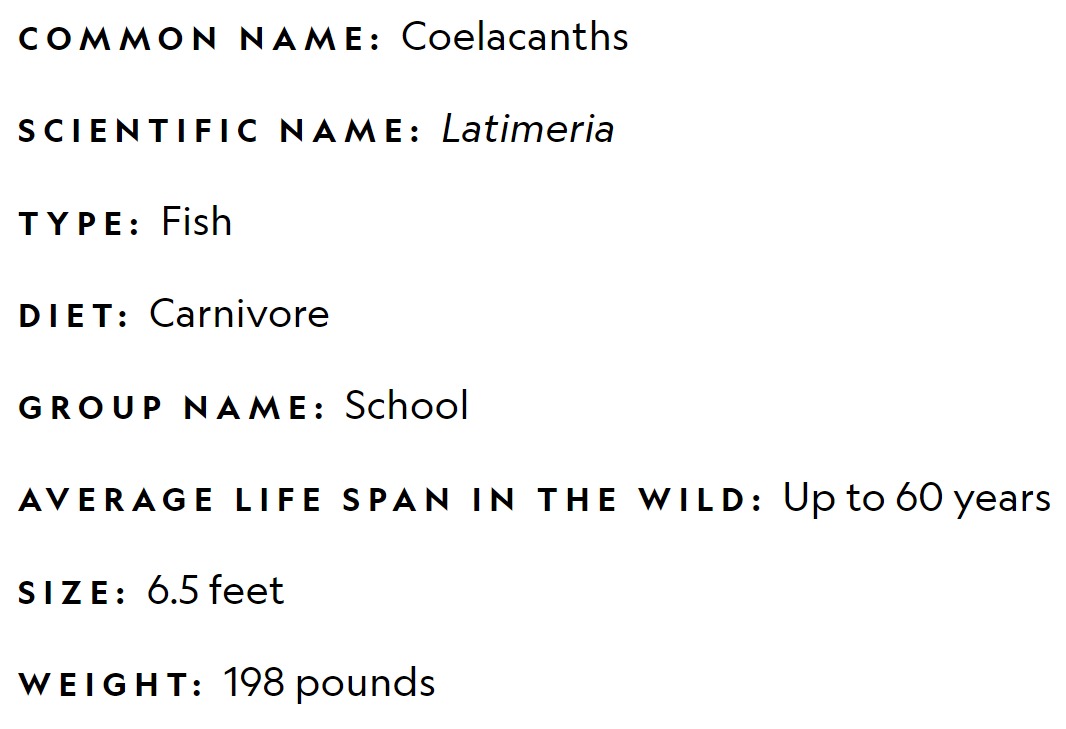 COMMON NAME: Coelacanths
SCIENTIFIC NAME: Latimeria
TYPE: Fish
DIET: Carnivore
GROUP NAME: School
AVERAGE LIFE SPAN IN THE WILD: Up to 60 years
SIZE: 6.5 feet
WEIGHT: 198 pounds